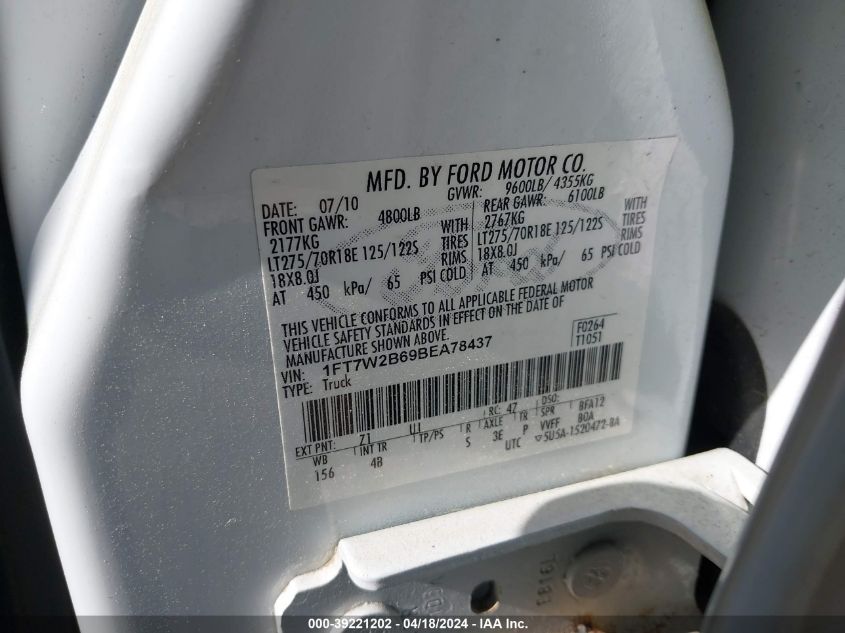 MFD. BY FORD MOTOR CO.
DATE: 07/10 GVWR: 9600LB/ 4355KG
FRONT GAWR: 4800LB REAR GAWR: 6100LB
2177KG WITH 2767KG WITH
LT275/70R18E 125/122S TIRES LT275/70R18E 125/122S TIRES
18X8.0J RIMS 18X8.0J RIMS
AT 450 kPa/ 65 PSI COLD AT 450 kPa/ 65 PSI COLD
THIS VEHICLE CONFORMS TO ALL APPLICABLE FEDERAL MOTOR
VEHICLE SAFETY STANDARDS IN EFFECT ON THE DATE OF
MANUFACTURE SHOWN ABOVE.
VIN: 1FT7W2B69BEA78437 F0264
TYPE: Truck T1051
EXT PNT: Z1 RC: 47 DSO:
WB INT TR TP/PS R AXLE TR SPR BFA12
156 4B S 3E P VVFF BOA
UTC ▽5U5A-1520472-BA
1918T
000-39221202 - 04/18/2024 - IAA Inc.